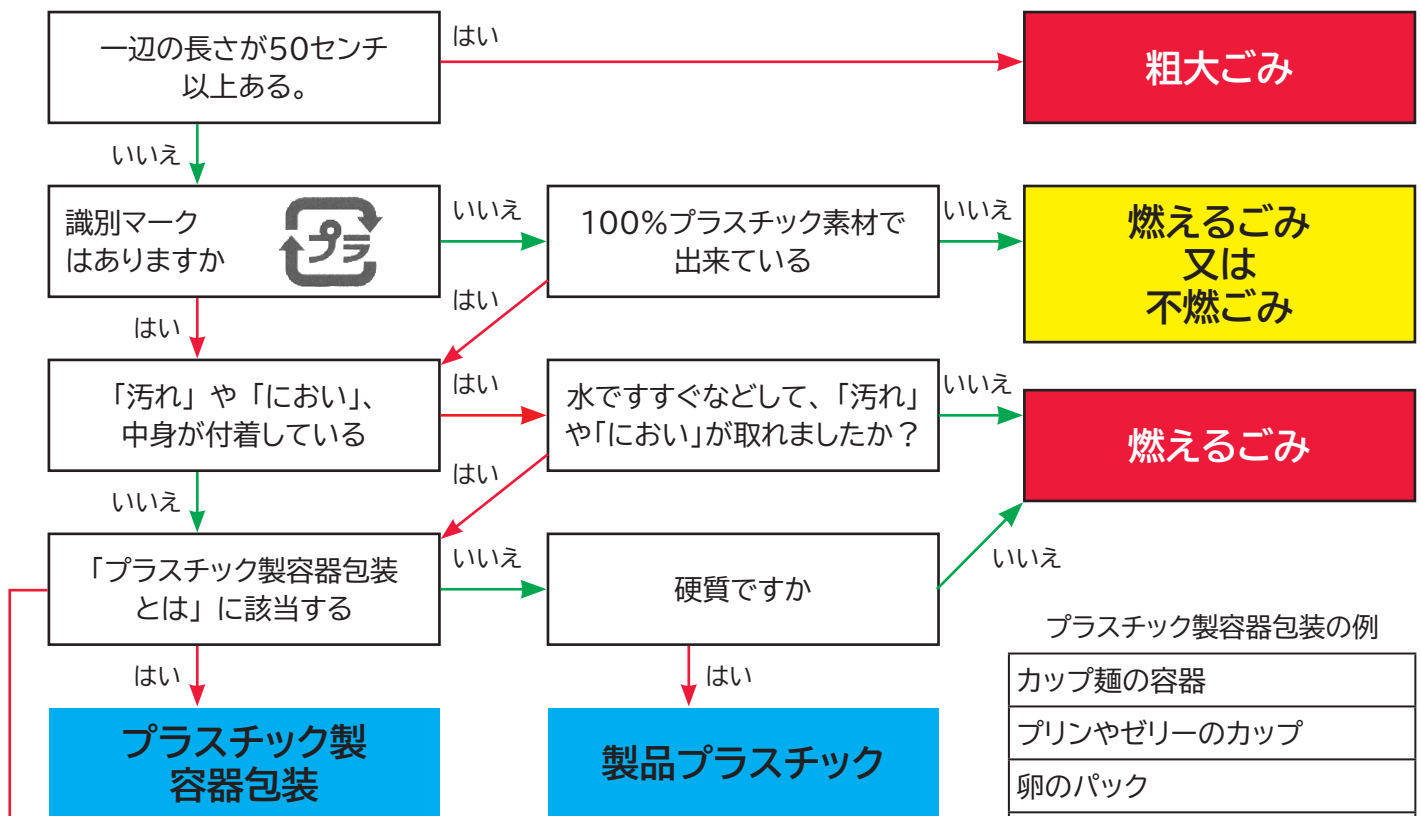 一辺の長さが50センチ
以上ある。
はい
粗大ごみ
いいえ
識別マーク
はありますか
プラ
いいえ
100%プラスチック素材で
出来ている
いいえ
燃えるごみ
又は
不燃ごみ
はい
はい
「汚れ」や「におい」、
中身が付着している
はい
水ですすぐなどして、「汚れ」
や「におい」が取れましたか？
いいえ
燃えるごみ
はい
いいえ
「プラスチック製容器包装
とは」に該当する
いいえ
硬質ですか
いいえ
はい
はい
プラスチック製
容器包装
製品プラスチック
プラスチック製容器包装の例
カップ麺の容器
プリンやゼリーのカップ
卵のパック